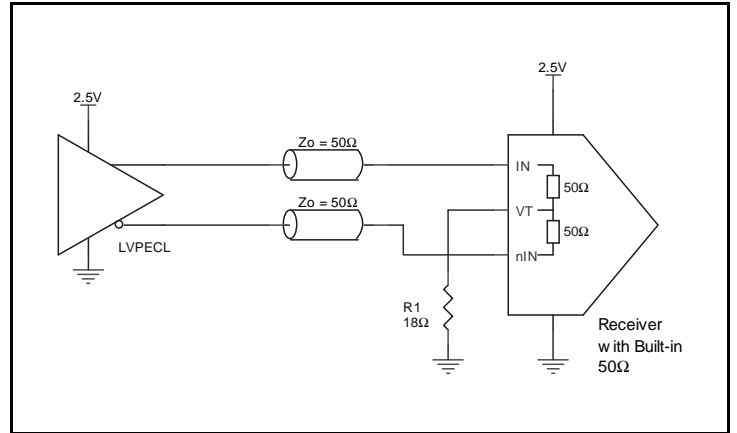 2.5V
2.5V
Zo = 50Ω
IN
50Ω
Zo = 50Ω
VT
50Ω
nIN
LVPECL
R1
18Ω
Receiver
with Built-in
50Ω